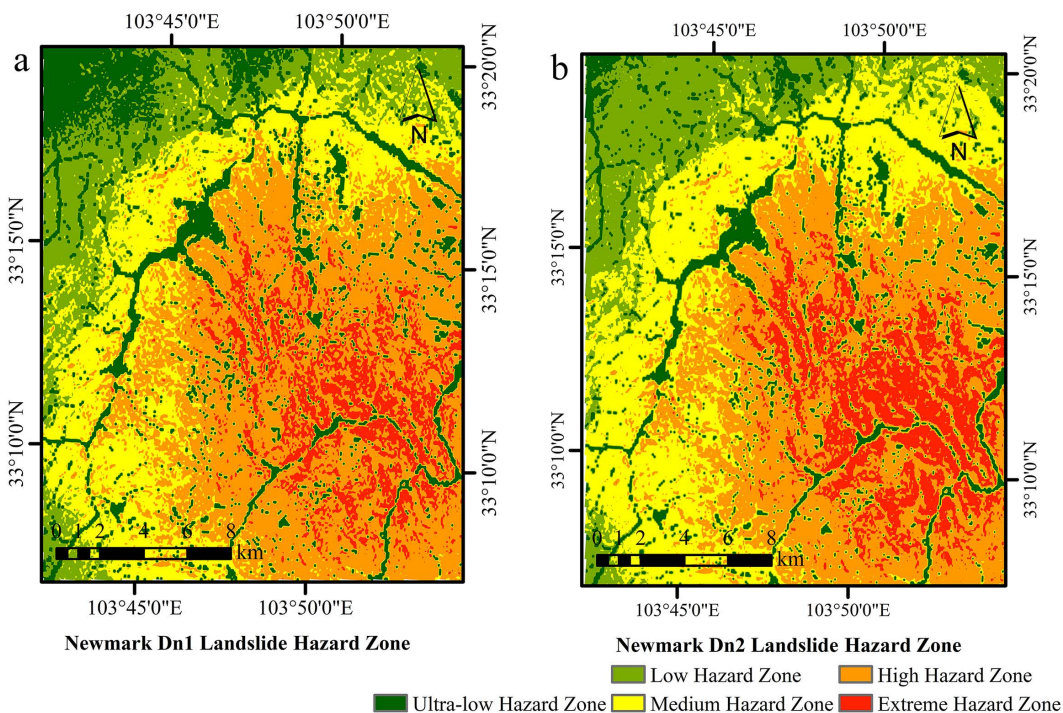 103°45'0"E 103°50'0"E
103°45'0"E 103°50'0"E
a
b
N
N
33°20'0"N
33°20'0"N
33°15'0"N
33°15'0"N
33°15'0"N
33°15'0"N
33°10'0"N
33°10'0"N
33°10'0"N
33°10'0"N
0 1 2 4 6 8
km
0 1 2 4 6 8
km
103°45'0"E 103°50'0"E
103°45'0"E 103°50'0"E
Newmark Dn1 Landslide Hazard Zone
Newmark Dn2 Landslide Hazard Zone
Low Hazard Zone High Hazard Zone
Ultra-low Hazard Zone Medium Hazard Zone Extreme Hazard Zone